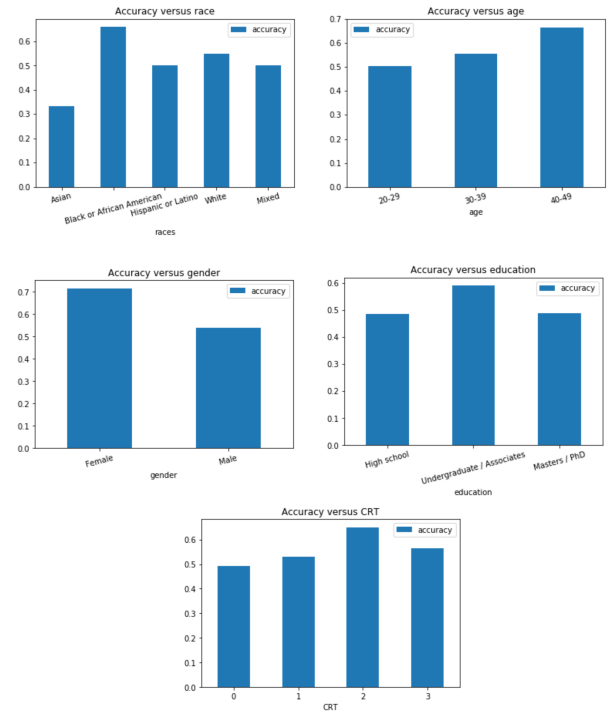 Accuracy versus race
accuracy
0.6
0.5
0.4
0.3
0.2
0.1
0.0
Asian
Black or African American
Hispanic or Latino
White
Mixed
races
Accuracy versus age
accuracy
0.7
0.6
0.5
0.4
0.3
0.2
0.1
0.0
20-29
30-39
40-49
age
Accuracy versus gender
accuracy
0.7
0.6
0.5
0.4
0.3
0.2
0.1
0.0
Female
Male
gender
Accuracy versus education
accuracy
0.6
0.5
0.4
0.3
0.2
0.1
0.0
High school
Undergraduate / Associates
Masters / PhD
education
Accuracy versus CRT
accuracy
0.6
0.5
0.4
0.3
0.2
0.1
0.0
0
1
2
3
CRT